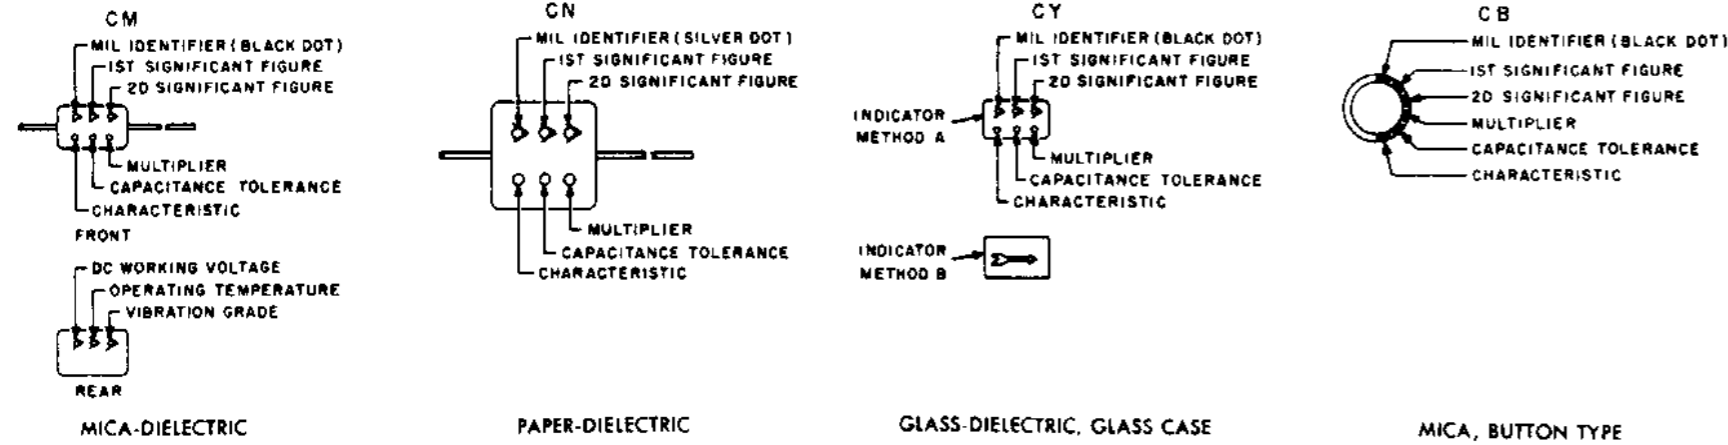 CM
MIL IDENTIFIER (BLACK DOT)
1ST SIGNIFICANT FIGURE
2D SIGNIFICANT FIGURE
MULTIPLIER
CAPACITANCE TOLERANCE
CHARACTERISTIC
FRONT
DC WORKING VOLTAGE
OPERATING TEMPERATURE
VIBRATION GRADE
REAR
MICA-DIELECTRIC
CN
MIL IDENTIFIER (SILVER DOT)
1ST SIGNIFICANT FIGURE
2D SIGNIFICANT FIGURE
MULTIPLIER
CAPACITANCE TOLERANCE
CHARACTERISTIC
PAPER-DIELECTRIC
CY
MIL IDENTIFIER (BLACK DOT)
1ST SIGNIFICANT FIGURE
2D SIGNIFICANT FIGURE
INDICATOR
METHOD A
MULTIPLIER
CAPACITANCE TOLERANCE
CHARACTERISTIC
INDICATOR
METHOD B
GLASS-DIELECTRIC, GLASS CASE
CB
MIL IDENTIFIER (BLACK DOT)
1ST SIGNIFICANT FIGURE
2D SIGNIFICANT FIGURE
MULTIPLIER
CAPACITANCE TOLERANCE
CHARACTERISTIC
MICA, BUTTON TYPE